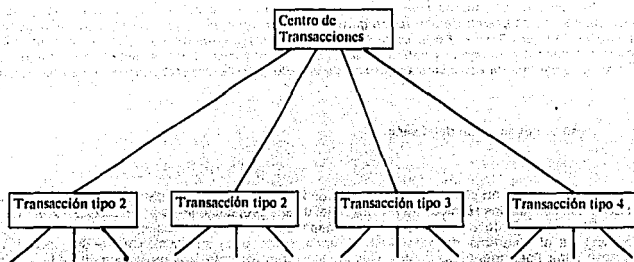 Centro de
Transacciones
Transacción tipo 2
Transacción tipo 2
Transacción tipo 3
Transacción tipo 4